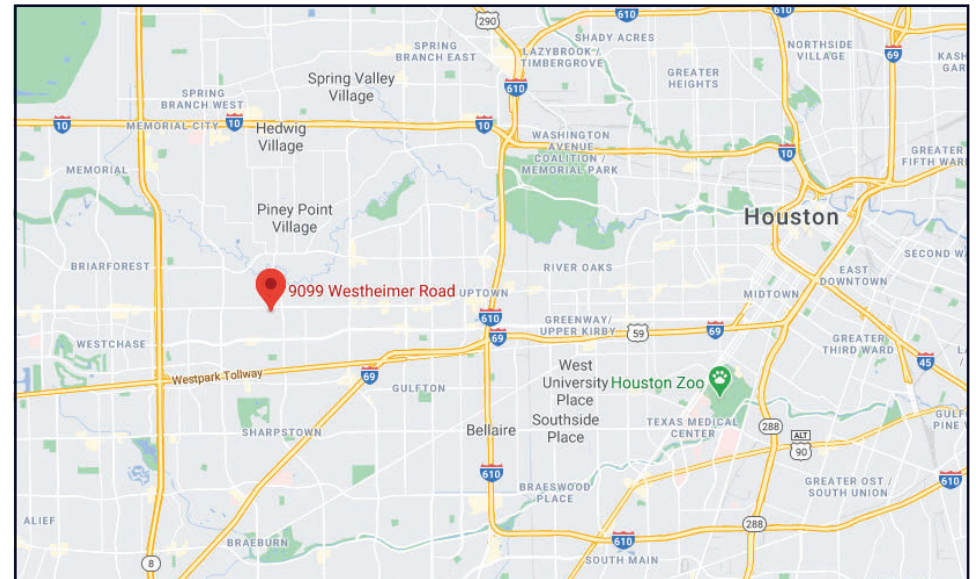 610
610
290
SHADY ACRES
NORTHSIDE
VILLAGE
69
SPRING
BRANCH EAST
LAZYBROOK /
TIMBERGROVE
GREATER
HEIGHTS
Spring Valley
Village
610
SPRING
BRANCH WEST
10
MEMORIAL CITY
10
Hedwig
Village
10
WASHINGTON
AVENUE
COALITION /
MEMORIAL PARK
10
GREATER
FIFTH WARD
MEMORIAL
Piney Point
Village
Houston
BRIARFOREST
RIVER OAKS
SECOND W
EAST
DOWNTOWN
9099 Westheimer Road
UPTOWN
MIDTOWN
610
GREENWAY/
UPPER KIRBY
59
69
69
WESTCHASE
GREATER
THIRD WARD
45
Westpark Tollway
69
GULFTON
West
University
Place
Houston Zoo
Southside
Place
Bellaire
TEXAS MEDICAL
CENTER
SHARPSTOWN
288
ALT
90
GULF
PINE
610
BRAESWOOD
PLACE
GREATER OST /
SOUTH UNION
610
ALIEF
288
BRAEBURN
610
SOUTH MAIN
8